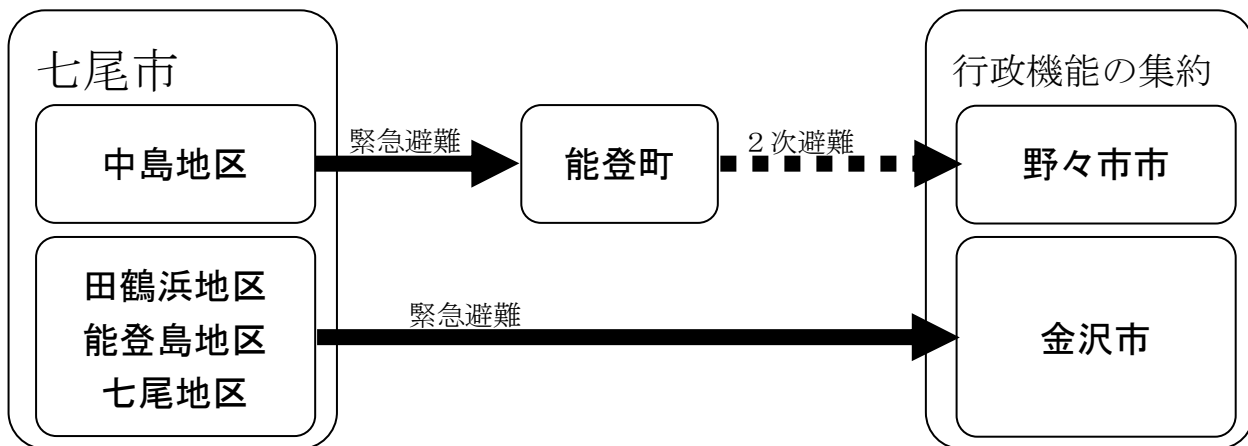 七尾市
行政機能の集約
中島地区
緊急避難
能登町
２次避難
野々市市
田鶴浜地区
能登島地区
七尾地区
緊急避難
金沢市